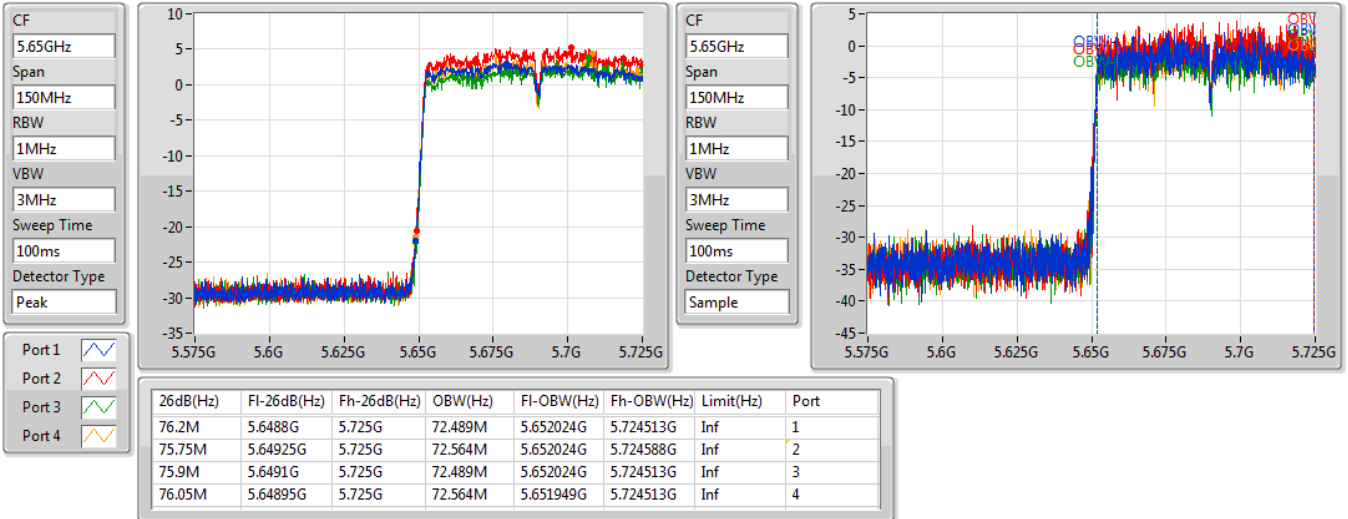 CF
5.65GHz
Span
150MHz
RBW
1MHz
VBW
3MHz
Sweep Time
100ms
Detector Type
Peak
10
5
0
-5
-10
-15
-20
-25
-30
-35
5.575G 5.6G 5.625G 5.65G 5.675G 5.7G 5.725G
CF
5.65GHz
Span
150MHz
RBW
1MHz
VBW
3MHz
Sweep Time
100ms
Detector Type
Sample
5
0
-5
-10
-15
-20
-25
-30
-35
-40
-45
5.575G 5.6G 5.625G 5.65G 5.675G 5.7G 5.725G
Port 1
Port 2
Port 3
Port 4
26dB(Hz) Fl-26dB(Hz) Fh-26dB(Hz) OBW(Hz) Fl-OBW(Hz) Fh-OBW(Hz) Limit(Hz) Port
76.2M 5.6488G 5.725G 72.489M 5.652024G 5.724513G Inf 1
75.75M 5.64925G 5.725G 72.564M 5.652024G 5.724588G Inf 2
75.9M 5.6491G 5.725G 72.489M 5.652024G 5.724513G Inf 3
76.05M 5.64895G 5.725G 72.564M 5.651949G 5.724513G Inf 4